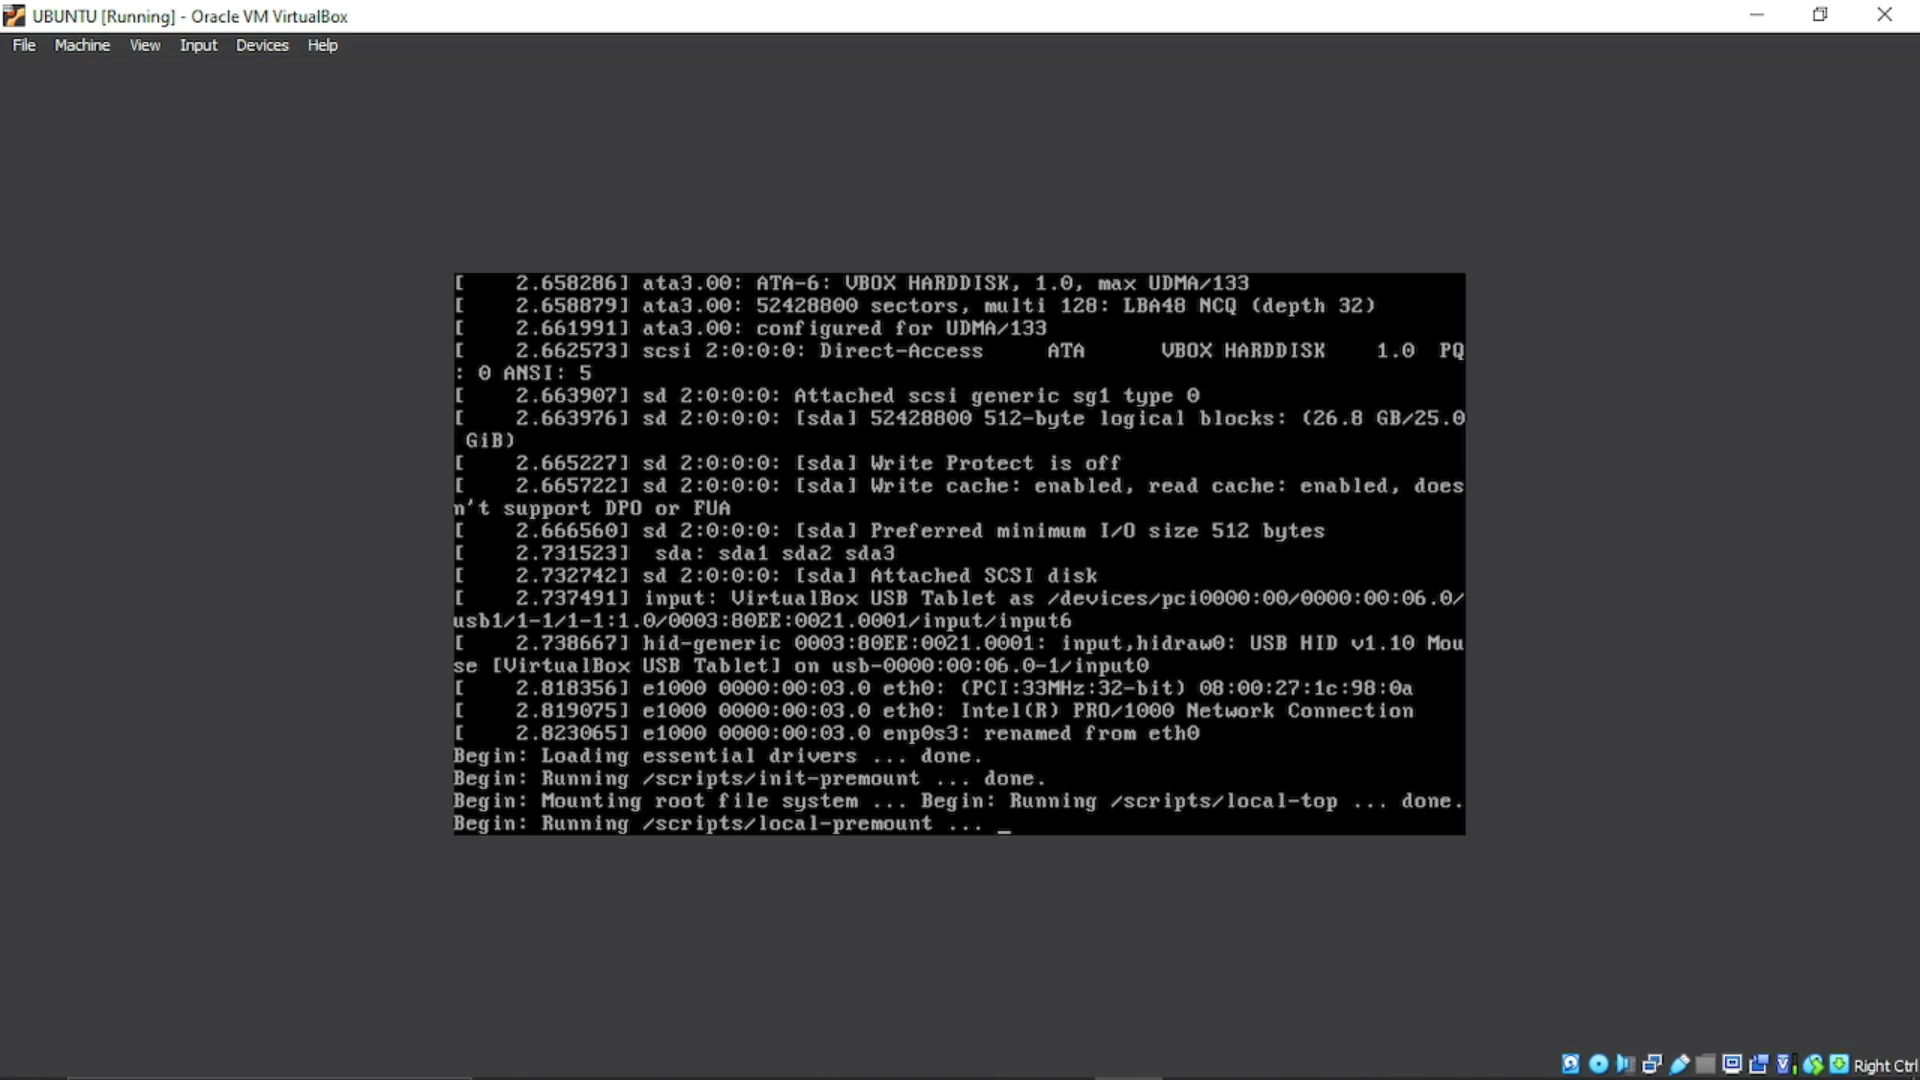 UBUNTU [Running] - Oracle VM VirtualBox
File Machine View Input Devices Help
[    2.658286] ata3.00: ATA-6: VBOX HARDDISK, 1.0, max UDMA/133
[    2.658879] ata3.00: 52428800 sectors, multi 128: LBA48 NCQ (depth 32)
[    2.661991] ata3.00: configured for UDMA/133
[    2.662573] scsi 2:0:0:0: Direct-Access     ATA      VBOX HARDDISK    1.0  PQ
: 0 ANSI: 5
[    2.663907] sd 2:0:0:0: Attached scsi generic sg1 type 0
[    2.663976] sd 2:0:0:0: [sda] 52428800 512-byte logical blocks: (26.8 GB/25.0
 GiB)
[    2.665227] sd 2:0:0:0: [sda] Write Protect is off
[    2.665722] sd 2:0:0:0: [sda] Write cache: enabled, read cache: enabled, does
n't support DPO or FUA
[    2.666560] sd 2:0:0:0: [sda] Preferred minimum I/O size 512 bytes
[    2.731523]  sda: sda1 sda2 sda3
[    2.732742] sd 2:0:0:0: [sda] Attached SCSI disk
[    2.737491] input: VirtualBox USB Tablet as /devices/pci0000:00/0000:00:06.0/
usb1/1-1/1-1:1.0/0003:80EE:0021.0001/input/input6
[    2.738667] hid-generic 0003:80EE:0021.0001: input,hidraw0: USB HID v1.10 Mou
se [VirtualBox USB Tablet] on usb-0000:00:06.0-1/input0
[    2.818356] e1000 0000:00:03.0 eth0: (PCI:33MHz:32-bit) 08:00:27:1c:98:0a
[    2.819075] e1000 0000:00:03.0 eth0: Intel(R) PRO/1000 Network Connection
[    2.823065] e1000 0000:00:03.0 enp0s3: renamed from eth0
Begin: Loading essential drivers ... done.
Begin: Running /scripts/init-premount ... done.
Begin: Mounting root file system ... Begin: Running /scripts/local-top ... done.
Begin: Running /scripts/local-premount ... _
Right Ctrl